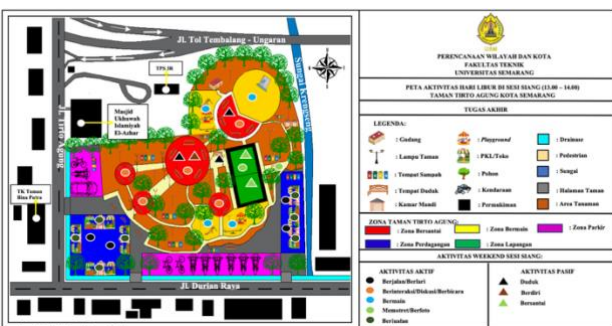 Jl. Tol Tembalang - Ungaran
TPS 3R
Masjid
Ukhuwah
Islamiyah
El-Azhar
Jl. Tirto Agung
TK Taman
Bina Putra
Jl. Durian Raya
PERENCANAAN WILAYAH DAN KOTA
FAKULTAS TEKNIK
UNIVERSITAS SEMARANG
PETA AKTIVITAS HARI LIBUR DI SESI SIANG (13.00 – 14.00)
TAMAN TIRTO AGUNG KOTA SEMARANG
TUGAS AKHIR
LEGENDA:
: Gudang
: Playground
: Drainase
: Lampu Taman
: PKL/Toko
: Pedestrian
: Tempat Sampah
: Pohon
: Sungai
: Tempat Duduk
: Kendaraan
: Halaman Taman
: Kamar Mandi
: Permukiman
: Area Tanaman
ZONA TAMAN TIRTO AGUNG:
: Zona Bersantai
: Zona Bermain
: Zona Parkir
: Zona Perdagangan
: Zona Lapangan
AKTIVITAS WEEKEND SESI SIANG:
AKTIVITAS AKTIF
Berjalan/Berlari
Berinteraksi/Diskusi/Berbicara
Bermain
Memotret/Berfoto
Berjualan
AKTIVITAS PASIF
Duduk
Berdiri
Bersantai